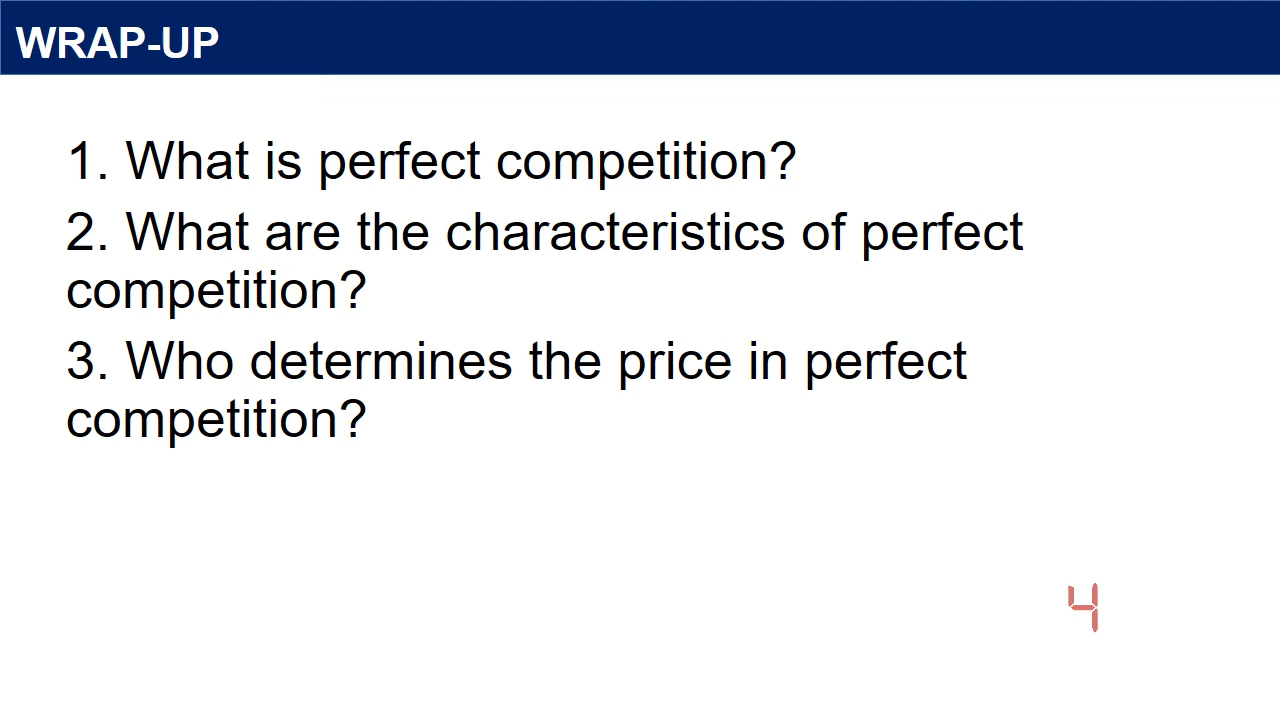 WRAP-UP
1. What is perfect competition?
2. What are the characteristics of perfect
competition?
3. Who determines the price in perfect
competition?
4